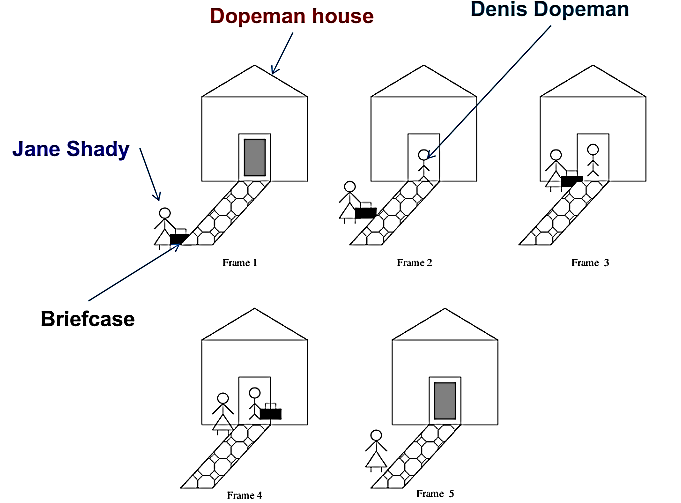 Dopeman house
Denis Dopeman
Jane Shady
Frame 1
Frame 2
Frame 3
Briefcase
Frame 4
Frame 5